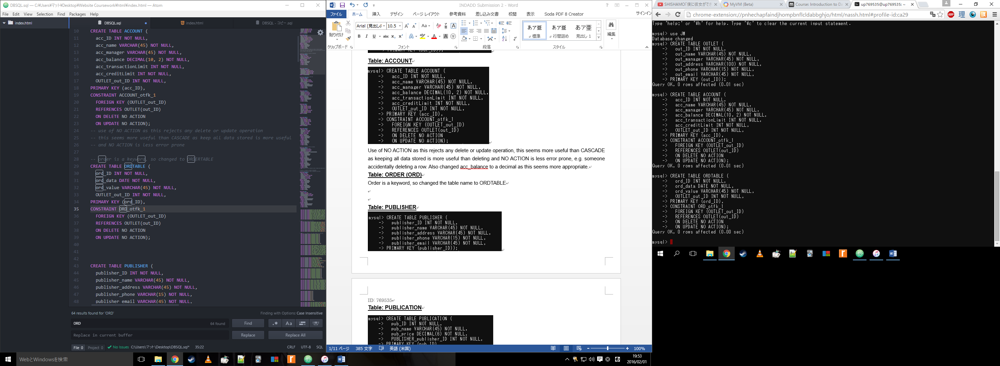 DBSQL.sql — C:¥Users¥マット¥Desktop¥Website Coursework¥html¥index.html — Atom
File Edit View Selection Find Packages Help
index.html
DBSQL.sql
index.html
DBSQL - コピー.sql
10 CREATE TABLE ACCOUNT (
11 acc_ID INT NOT NULL,
12 acc_name VARCHAR(45) NOT NULL,
13 acc_manager VARCHAR(45) NOT NULL,
14 acc_balance DECIMAL(10, 2) NOT NULL,
15 acc_transactionLimit INT NOT NULL,
16 acc_creditLimit INT NOT NULL,
17 OUTLET_out_ID INT NOT NULL,
18 PRIMARY KEY (acc_ID),
19 CONSTRAINT ACCOUNT_otfk_1
20 FOREIGN KEY (OUTLET_out_ID)
21 REFERENCES OUTLET(out_ID)
22 ON DELETE NO ACTION
23 ON UPDATE NO ACTION);
24 -- use of NO ACTION as this rejects any delete or update operation
25 -- this seems more useful than CASCADE as keep all data stored is more useful
26 -- and NO ACTION is less error prone
27
28 -- order is a keyword, so changed to ORDERTABLE
29 CREATE TABLE ORDTABLE (
30 ord_ID INT NOT NULL,
31 ord_data DATE NOT NULL,
32 ord_value VARCHAR(45) NOT NULL,
33 OUTLET_out_ID INT NOT NULL,
34 PRIMARY KEY (ord_ID),
35 CONSTRAINT ORD_otfk_1
36 FOREIGN KEY (OUTLET_out_ID)
37 REFERENCES OUTLET(out_ID)
38 ON DELETE NO ACTION
39 ON UPDATE NO ACTION);
40
41
42
43 CREATE TABLE PUBLISHER (
44 publisher_ID INT NOT NULL,
45 publisher_name VARCHAR(45) NOT NULL,
46 publisher_address VARCHAR(45) NOT NULL,
47 publisher_phone VARCHAR(15) NOT NULL,
48 publisher_email VARCHAR(45) NOT NULL,
64 results found for 'ORD'
Finding with Options: Case Insensitive
ORD
64 found
Find
.* Aa
Replace in current buffer
Replace
Replace All
File 0 Project 0 No Issues C:\Users\マット\Desktop\DBSQL.sql* 35:22
CRLF UTF-8 SQL
INDADD Submission 2 - Word
ファイル ホーム 挿入 デザイン ページ レイアウト 参考資料 差し込み文書 校閲 表示 Soda PDF 8 Creator サインイン
貼り付け
Arial (見出しの 10.5
クリップボード
フォント
段落
あア亜 あア亜 あア亜
標準 行間詰め 見出し 1
スタイル
編集
Table: ACCOUNT
mysql> CREATE TABLE ACCOUNT (
-> acc_ID INT NOT NULL,
-> acc_name VARCHAR(45) NOT NULL,
-> acc_manager VARCHAR(45) NOT NULL,
-> acc_balance DECIMAL(10, 2) NOT NULL,
-> acc_transactionLimit INT NOT NULL,
-> acc_creditLimit INT NOT NULL,
-> OUTLET_out_ID INT NOT NULL,
-> PRIMARY KEY (acc_ID),
-> CONSTRAINT ACCOUNT_otfk_1
-> FOREIGN KEY (OUTLET_out_ID)
-> REFERENCES OUTLET(out_ID)
-> ON DELETE NO ACTION
-> ON UPDATE NO ACTION);
Use of NO ACTION as this rejects any delete or update operation, this seems more useful than CASCADE
as keeping all data stored is more useful than deleting and NO ACTION is less error prone, e.g. someone
accidentally deleting a row. Also changed acc_balance to a decimal as this seems more appropriate.
Table: ORDER (ORD)
Order is a keyword, so changed the table name to ORDTABLE
Table: PUBLISHER
mysql> CREATE TABLE PUBLISHER (
-> publisher_ID INT NOT NULL,
-> publisher_name VARCHAR(45) NOT NULL,
-> publisher_address VARCHAR(45) NOT NULL,
-> publisher_phone VARCHAR(15) NOT NULL,
-> publisher_email VARCHAR(45) NOT NULL,
-> PRIMARY KEY (publisher_ID));
ID: 769535
Table: PUBLICATION
mysql> CREATE TABLE PUBLICATION (
-> pub_ID INT NOT NULL,
-> pub_name VARCHAR(45) NOT NULL,
-> pub_price DECIMAL(6) NOT NULL,
-> PUBLISHER_publisher_ID INT NOT NULL,
-> PRIMARY KEY (pub_ID)
1/11 ページ 385 文字 英語 (米国)
100%
SHISHAMO「僕に彼女ができ
MyVM (Beta)
Course: Introduction to Da
up769535@up769535: ~
chrome-extension://pnhechapfaindjhompbnflcldabbghjo/html/nassh.html#profile-id:ca29
Type 'help;' or '¥h' for help. Type '¥c' to clear the current input statement.
mysql> use JM
Database changed
mysql> CREATE TABLE OUTLET (
-> out_ID INT NOT NULL,
-> out_name VARCHAR(45) NOT NULL,
-> out_manager VARCHAR(45) NOT NULL,
-> out_address VARCHAR(100) NOT NULL,
-> out_phone VARCHAR(15) NOT NULL,
-> out_email VARCHAR(45) NOT NULL,
-> PRIMARY KEY (out_ID));
Query OK, 0 rows affected (0.01 sec)
mysql> CREATE TABLE ACCOUNT (
-> acc_ID INT NOT NULL,
-> acc_name VARCHAR(45) NOT NULL,
-> acc_manager VARCHAR(45) NOT NULL,
-> acc_balance DECIMAL(10, 2) NOT NULL,
-> acc_transactionLimit INT NOT NULL,
-> acc_creditLimit INT NOT NULL,
-> OUTLET_out_ID INT NOT NULL,
-> PRIMARY KEY (acc_ID),
-> CONSTRAINT ACCOUNT_otfk_1
-> FOREIGN KEY (OUTLET_out_ID)
-> REFERENCES OUTLET(out_ID)
-> ON DELETE NO ACTION
-> ON UPDATE NO ACTION);
Query OK, 0 rows affected (0.01 sec)
mysql> CREATE TABLE ORDTABLE (
-> ord_ID INT NOT NULL,
-> ord_data DATE NOT NULL,
-> ord_value VARCHAR(45) NOT NULL,
-> OUTLET_out_ID INT NOT NULL,
-> PRIMARY KEY (ord_ID),
-> CONSTRAINT ORD_otfk_1
-> FOREIGN KEY (OUTLET_out_ID)
-> REFERENCES OUTLET(out_ID)
-> ON DELETE NO ACTION
-> ON UPDATE NO ACTION);
Query OK, 0 rows affected (0.00 sec)
mysql>
WebとWindowsを検索
19:53
2016/02/01